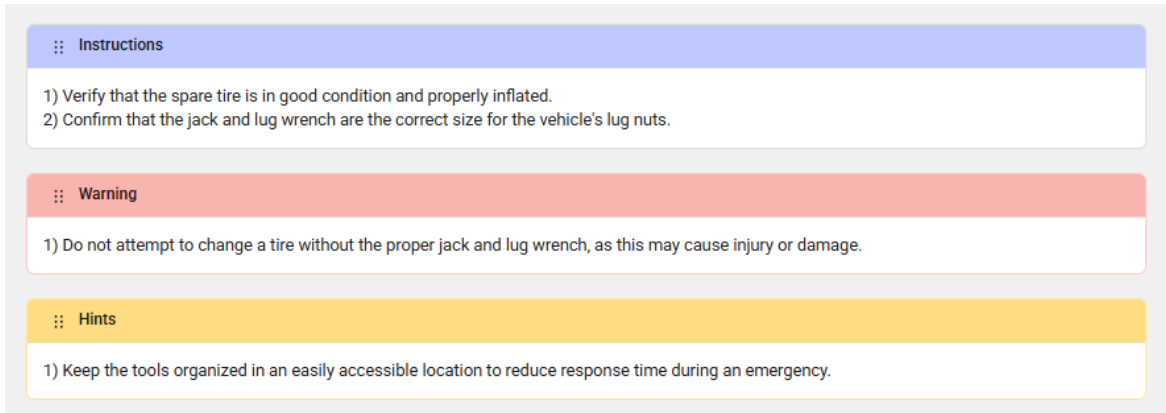 Instructions
1) Verify that the spare tire is in good condition and properly inflated.
2) Confirm that the jack and lug wrench are the correct size for the vehicle's lug nuts.
Warning
1) Do not attempt to change a tire without the proper jack and lug wrench, as this may cause injury or damage.
Hints
1) Keep the tools organized in an easily accessible location to reduce response time during an emergency.